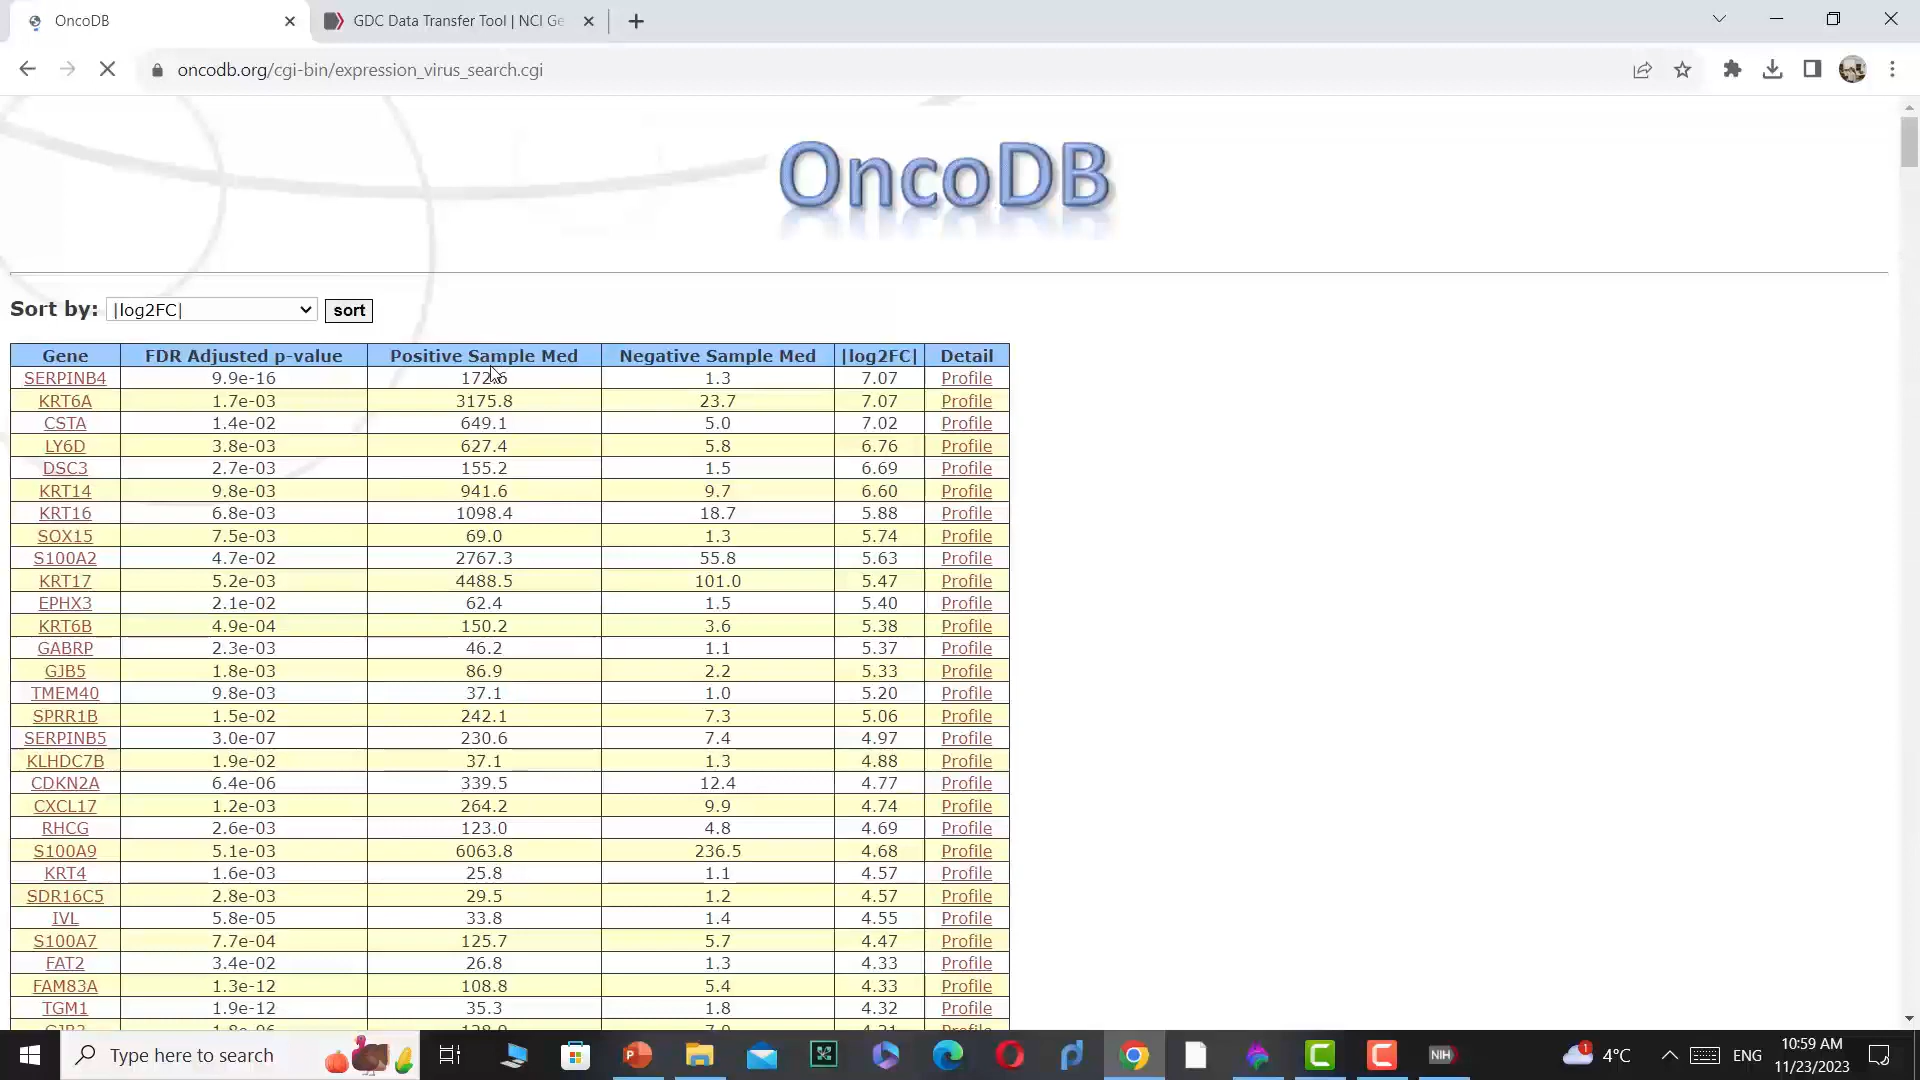 OncoDB
GDC Data Transfer Tool | NCI Ge
oncodb.org/cgi-bin/expression_virus_search.cgi
OncoDB
Sort by: |log2FC| sort
Gene FDR Adjusted p-value Positive Sample Med Negative Sample Med |log2FC| Detail
SERPINB4 9.9e-16 172.6 1.3 7.07 Profile
KRT6A 1.7e-03 3175.8 23.7 7.07 Profile
CSTA 1.4e-02 649.1 5.0 7.02 Profile
LY6D 3.8e-03 627.4 5.8 6.76 Profile
DSC3 2.7e-03 155.2 1.5 6.69 Profile
KRT14 9.8e-03 941.6 9.7 6.60 Profile
KRT16 6.8e-03 1098.4 18.7 5.88 Profile
SOX15 7.5e-03 69.0 1.3 5.74 Profile
S100A2 4.7e-02 2767.3 55.8 5.63 Profile
KRT17 5.2e-03 4488.5 101.0 5.47 Profile
EPHX3 2.1e-02 62.4 1.5 5.40 Profile
KRT6B 4.9e-04 150.2 3.6 5.38 Profile
GABRP 2.3e-03 46.2 1.1 5.37 Profile
GJB5 1.8e-03 86.9 2.2 5.33 Profile
TMEM40 9.8e-03 37.1 1.0 5.20 Profile
SPRR1B 1.5e-02 242.1 7.3 5.06 Profile
SERPINB5 3.0e-07 230.6 7.4 4.97 Profile
KLHDC7B 1.9e-02 37.1 1.3 4.88 Profile
CDKN2A 6.4e-06 339.5 12.4 4.77 Profile
CXCL17 1.2e-03 264.2 9.9 4.74 Profile
RHCG 2.6e-03 123.0 4.8 4.69 Profile
S100A9 5.1e-03 6063.8 236.5 4.68 Profile
KRT4 1.6e-03 25.8 1.1 4.57 Profile
SDR16C5 2.8e-03 29.5 1.2 4.57 Profile
IVL 5.8e-05 33.8 1.4 4.55 Profile
S100A7 7.7e-04 125.7 5.7 4.47 Profile
FAT2 3.4e-02 26.8 1.3 4.33 Profile
FAM83A 1.3e-12 108.8 5.4 4.33 Profile
TGM1 1.9e-12 35.3 1.8 4.32 Profile
Type here to search
NIH
1
4°C
ENG
10:59 AM
11/23/2023